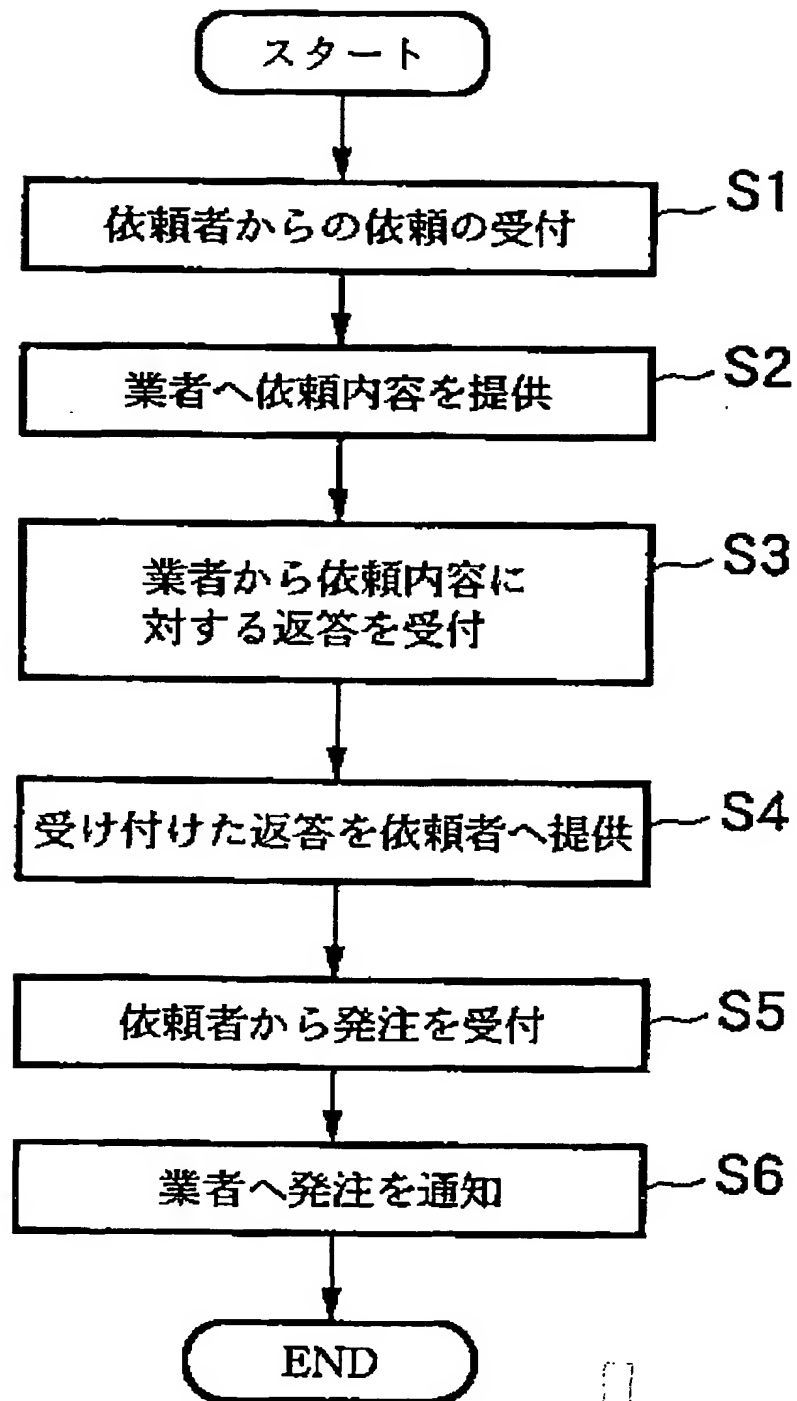 スタート
依頼者からの依頼の受付
S1
業者へ依頼内容を提供
S2
業者から依頼内容に
対する返答を受付
S3
受け付けた返答を依頼者へ提供
S4
依頼者から発注を受付
S5
業者へ発注を通知
S6
END